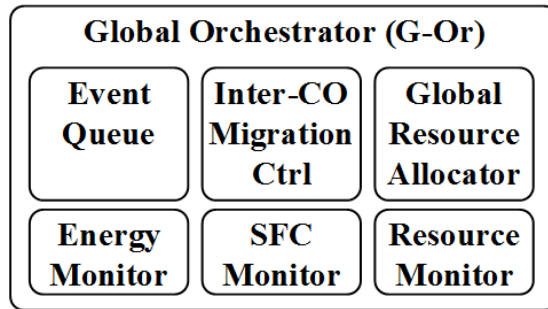 Global Orchestrator (G-Or)
Event
Queue
Inter-CO
Migration
Ctrl
Global
Resource
Allocator
Energy
Monitor
SFC
Monitor
Resource
Monitor